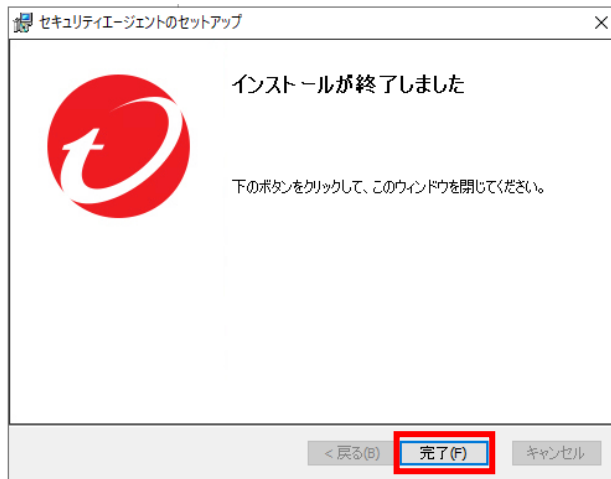 セキュリティエージェントのセットアップ
インストールが終了しました
下のボタンをクリックして、このウィンドウを閉じてください。
< 戻る(B)
完了(F)
キャンセル